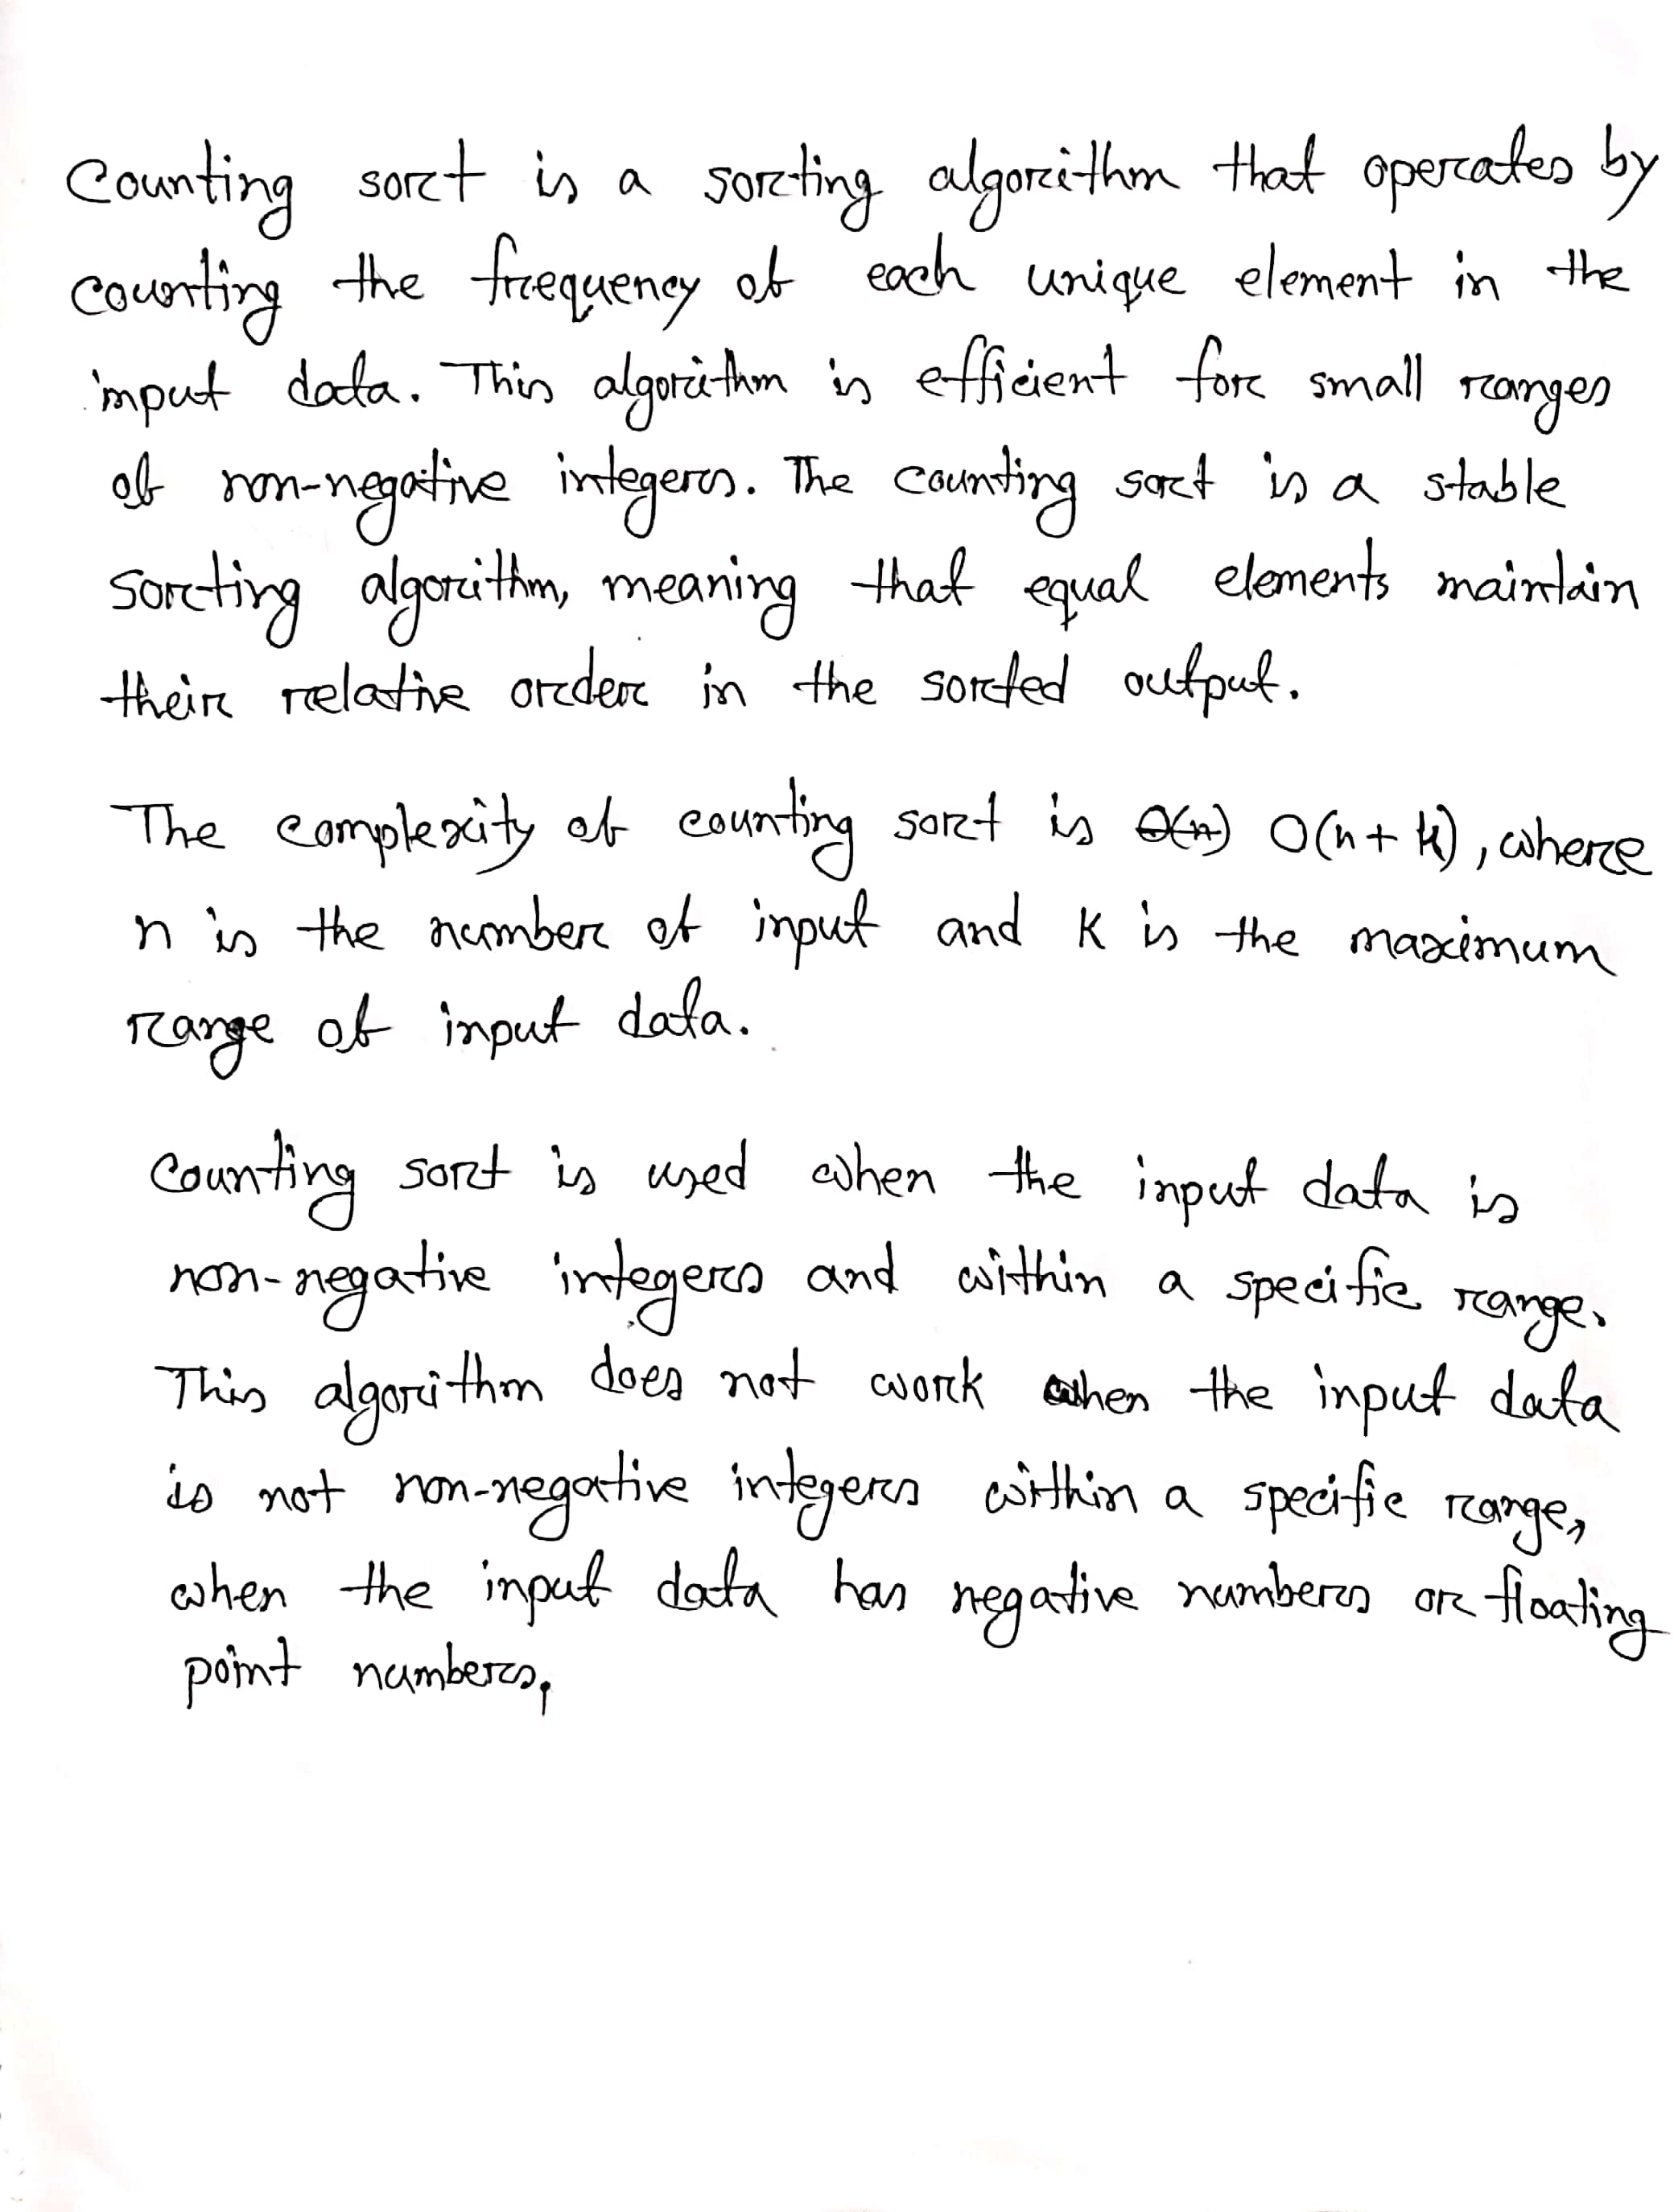 Counting sort is a sorting algorithm that operates by
counting the frequency of each unique element in the
input data. This algorithm is efficient for small ranges
of non-negative integers. The counting sort is a stable
sorting algorithm, meaning that equal elements maintain
their relative order in the sorted output.
The complexity of counting sort is O(n) O(n+k), where
n is the number of input and K is the maximum
range of input data.
Counting sort is used when the input data is
non-negative integers and within a specific range.
This algorithm does not work when the input data
is not non-negative integers within a specific range,
when the input data has negative numbers or floating
point numbers,